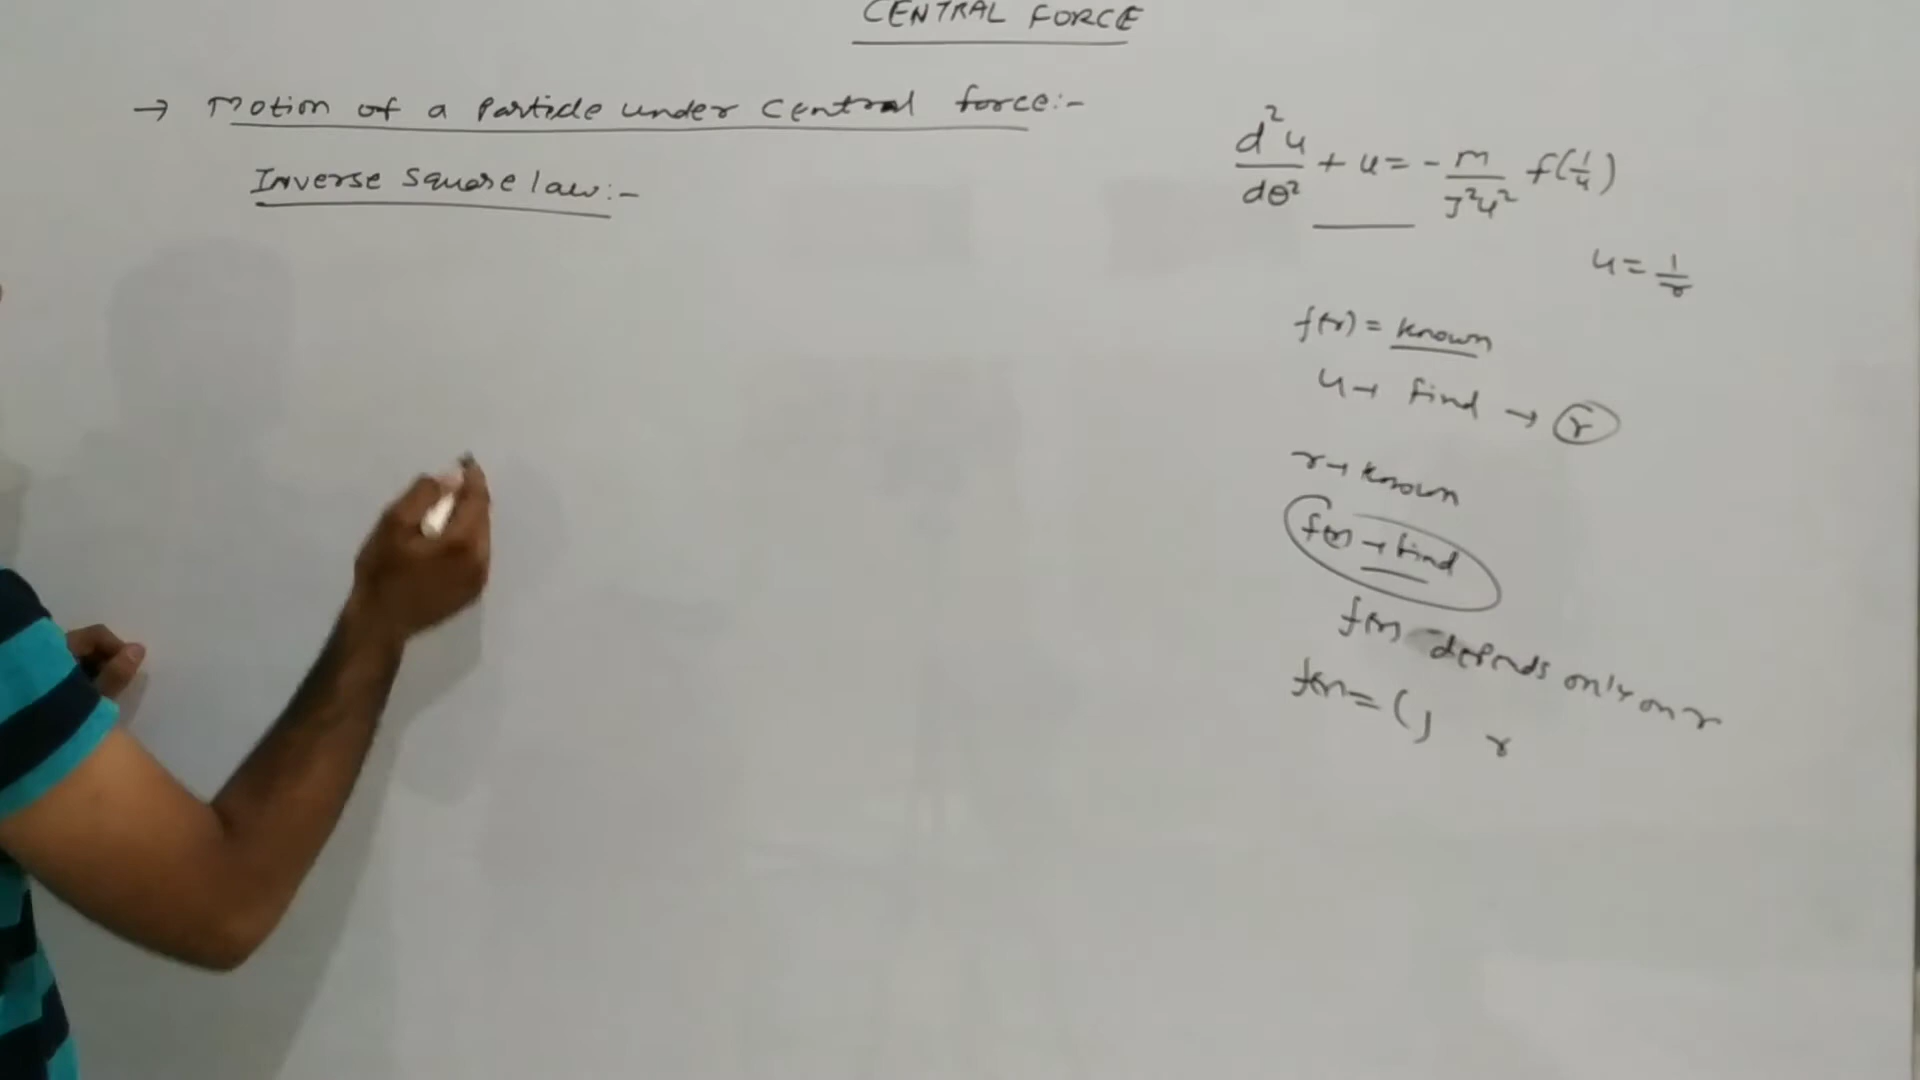 CENTRAL FORCE
→ Motion of a Particle under Central force:-
Inverse Square law:-
d²u/dθ² + u = - m/J²u² f(1/u)
u = 1/r
f(r) = known
u → find → r
r → known
f(r) → find
f(r) depends only on r
f(r) = ( ) r